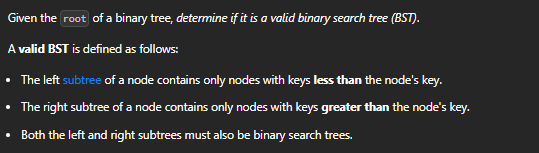 Given the root of a binary tree, determine if it is a valid binary search tree (BST).
A valid BST is defined as follows:
• The left subtree of a node contains only nodes with keys less than the node's key.
• The right subtree of a node contains only nodes with keys greater than the node's key.
• Both the left and right subtrees must also be binary search trees.